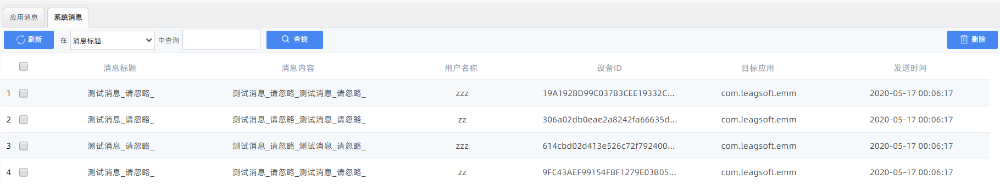 应用消息 系统消息
刷新 在 消息标题 中查询 查找 删除
消息标题 消息内容 用户名称 设备ID 目标应用 发送时间
1 测试消息_请忽略_ 测试消息_请忽略_测试消息_请忽略_ zzz 19A192BD99C037B3CEE19332C... com.leagsoft.emm 2020-05-17 00:06:17
2 测试消息_请忽略_ 测试消息_请忽略_测试消息_请忽略_ zz 306a02db0eae2a8242fa66635d... com.leagsoft.emm 2020-05-17 00:06:17
3 测试消息_请忽略_ 测试消息_请忽略_测试消息_请忽略_ zzz 614cbd02d413e526c72f792400... com.leagsoft.emm 2020-05-17 00:06:17
4 测试消息_请忽略_ 测试消息_请忽略_测试消息_请忽略_ zz 9FC43AEF99154FBF1279E03B05... com.leagsoft.emm 2020-05-17 00:06:17